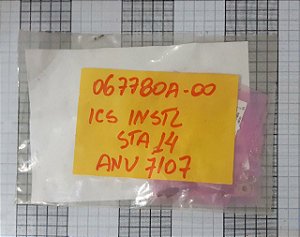 067780A-00
ICS INSTL
STA 14
ANV 7107